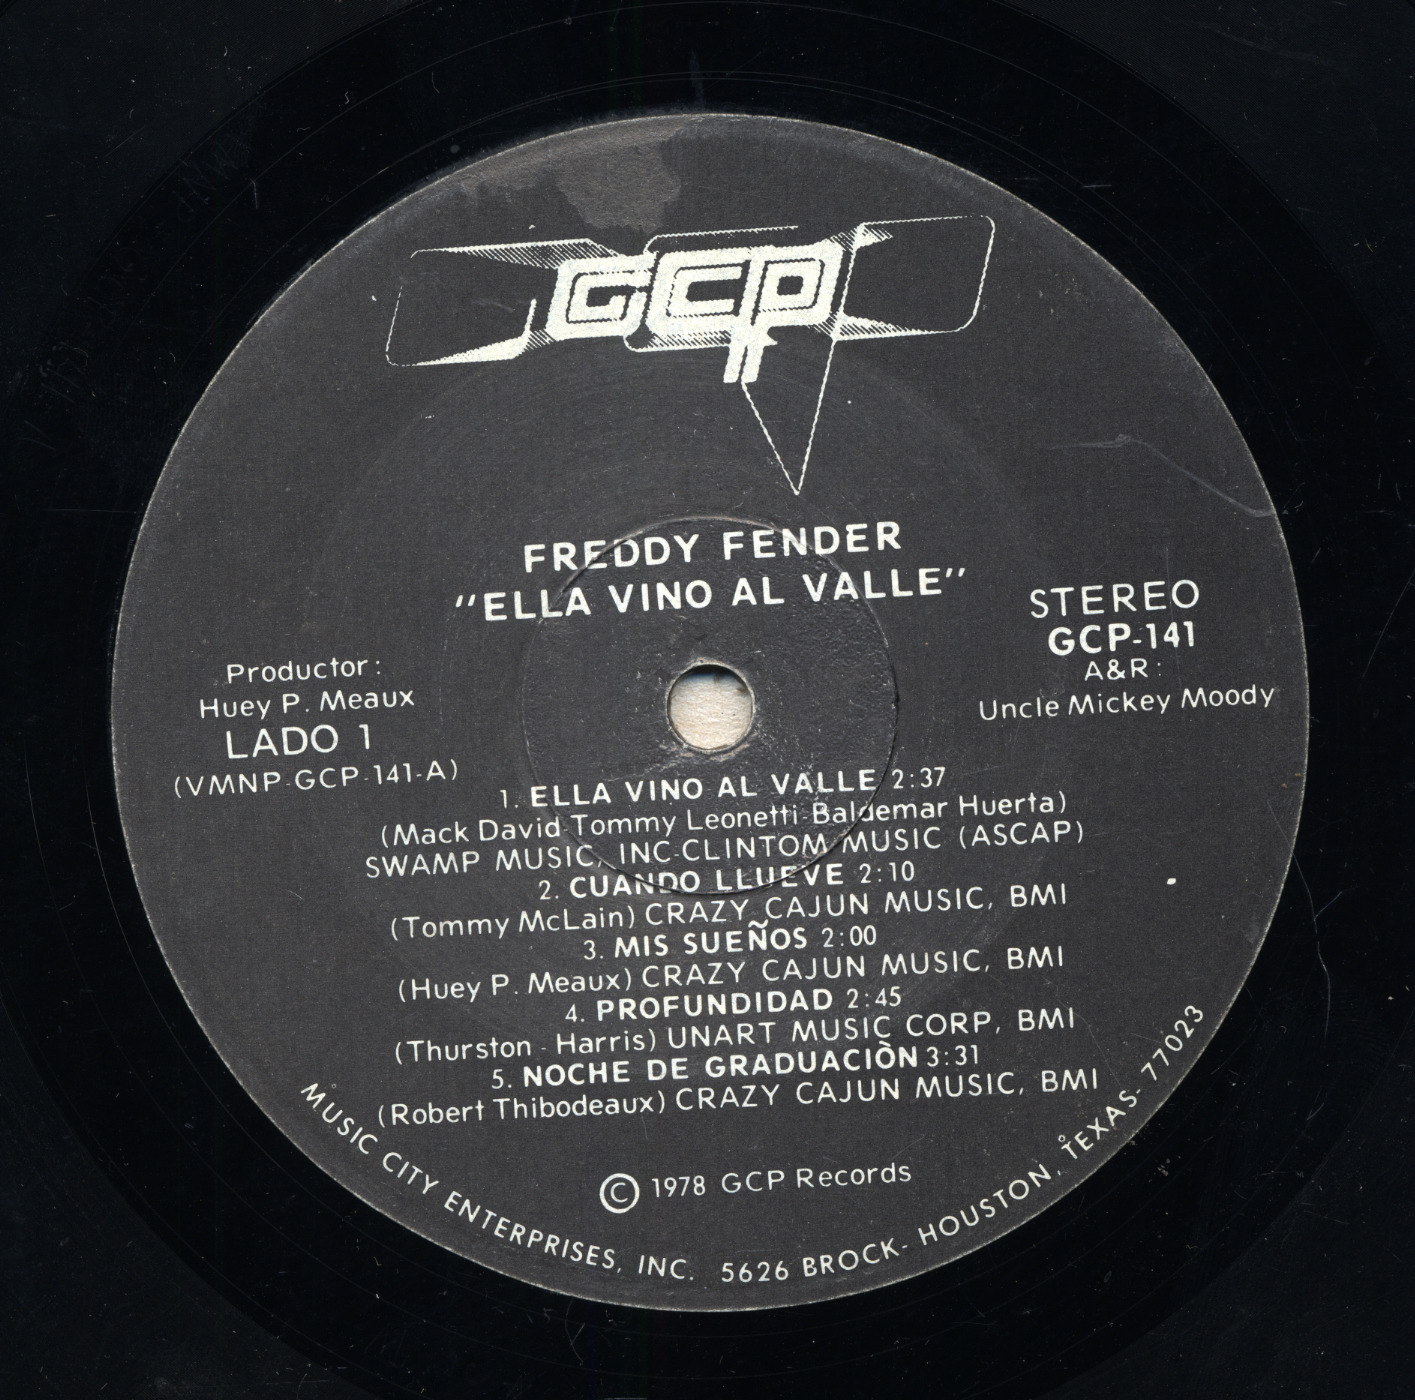 GCP
FREDDY FENDER
"ELLA VINO AL VALLE"
STEREO
GCP-141
A&R:
Uncle Mickey Moody
Productor:
Huey P. Meaux
LADO 1
(VMNP-GCP-141-A)
1. ELLA VINO AL VALLE 2:37
(Mack David-Tommy Leonetti-Baldemar Huerta)
SWAMP MUSIC, INC-CLINTOM MUSIC (ASCAP)
2. CUANDO LLUEVE 2:10
(Tommy McLain) CRAZY CAJUN MUSIC, BMI
3. MIS SUEÑOS 2:00
(Huey P. Meaux) CRAZY CAJUN MUSIC, BMI
4. PROFUNDIDAD 2:45
(Thurston - Harris) UNART MUSIC CORP, BMI
5. NOCHE DE GRADUACIÒN 3:31
(Robert Thibodeaux) CRAZY CAJUN MUSIC, BMI
© 1978 GCP Records
MUSIC CITY ENTERPRISES, INC. 5626 BROCK- HOUSTON, TEXAS- 77023